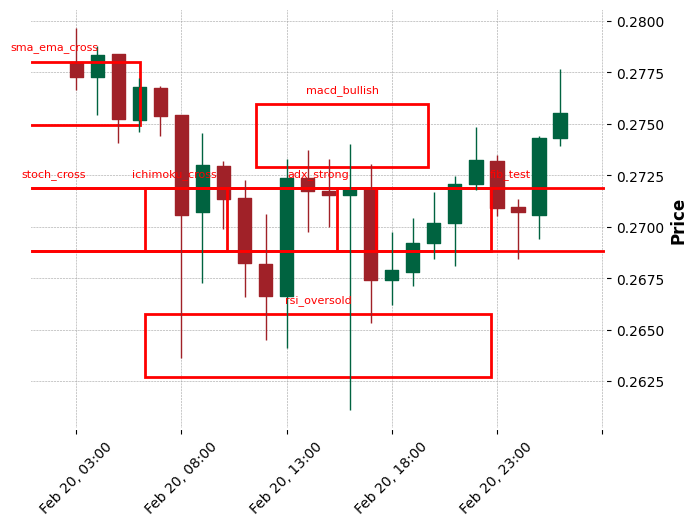 0.2800
sma_ema_cross
0.2775
macd_bullish
0.2750
stoch_cross
adx_strong
0.2725
Price
0.2700
0.2675
rsi_oversold
0.2650
0.2625
Feb 20, 03:00
Feb 20, 08:00
Feb 20, 13:00
Feb 20, 18:00
Feb 20, 23:00